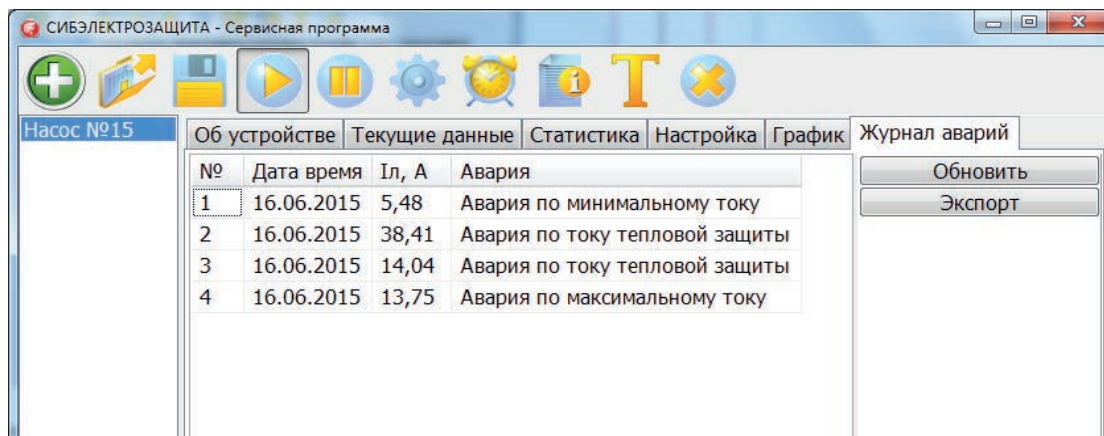 СИБЭЛЕКТРОЗАЩИТА - Сервисная программа
Насос №15
Об устройстве Текущие данные Статистика Настройка График Журнал аварий
№ Дата время Iл, А Авария
1 16.06.2015 5,48 Авария по минимальному току
2 16.06.2015 38,41 Авария по току тепловой защиты
3 16.06.2015 14,04 Авария по току тепловой защиты
4 16.06.2015 13,75 Авария по максимальному току
Обновить
Экспорт